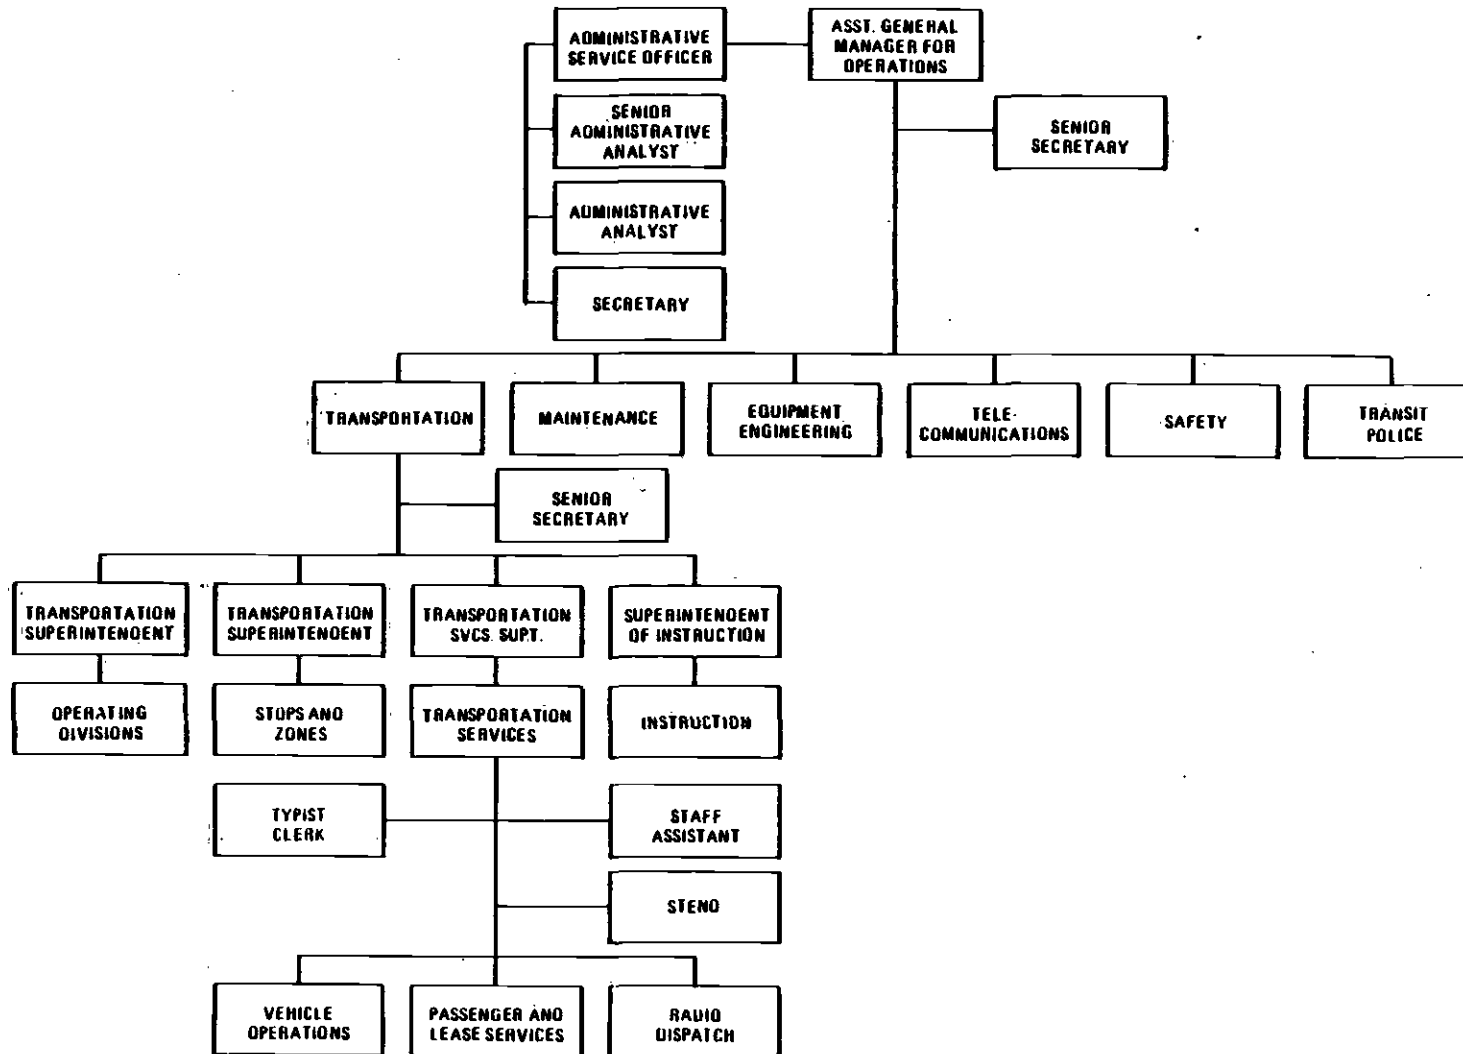 ADMINISTRATIVE
SERVICE OFFICER
ASST. GENERAL
MANAGER FOR
OPERATIONS
SENIOR
ADMINISTRATIVE
ANALYST
SENIOR
SECRETARY
ADMINISTRATIVE
ANALYST
SECRETARY
TRANSPORTATION
MAINTENANCE
EQUIPMENT
ENGINEERING
TELE-
COMMUNICATIONS
SAFETY
TRANSIT
POLICE
SENIOR
SECRETARY
TRANSPORTATION
SUPERINTENDENT
TRANSPORTATION
SUPERINTENDENT
TRANSPORTATION
SVCS. SUPT.
SUPERINTENDENT
OF INSTRUCTION
OPERATING
DIVISIONS
STOPS AND
ZONES
TRANSPORTATION
SERVICES
INSTRUCTION
TYPIST
CLERK
STAFF
ASSISTANT
STENO
VEHICLE
OPERATIONS
PASSENGER AND
LEASE SERVICES
RADIO
DISPATCH